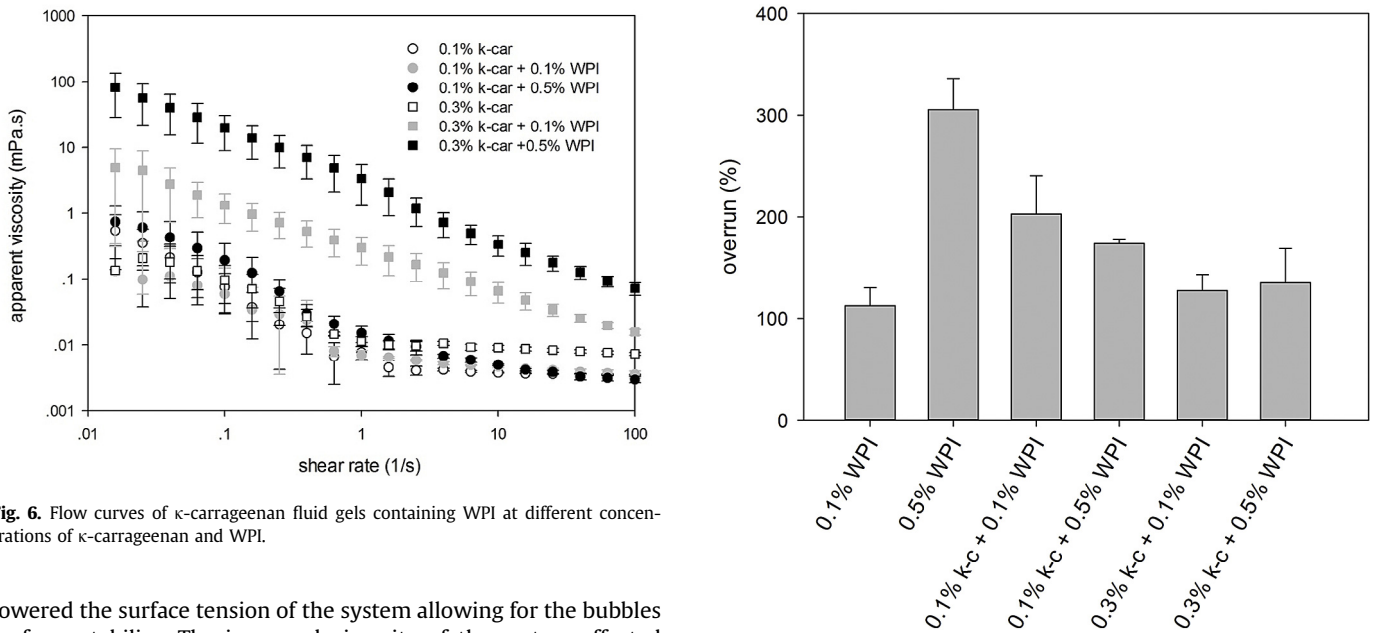 1000
100
10
1
.1
.01
.001
apparent viscosity (mPa.s)
0.1% k-car
0.1% k-car + 0.1% WPI
0.1% k-car + 0.5% WPI
0.3% k-car
0.3% k-car + 0.1% WPI
0.3% k-car +0.5% WPI
.01 .1 1 10 100
shear rate (1/s)
ig. 6. Flow curves of κ-carrageenan fluid gels containing WPI at different concen-
rations of κ-carrageenan and WPI.
owered the surface tension of the system allowing for the bubbles
400
300
200
100
0
overrun (%)
0.1% WPI
0.5% WPI
0.1% k-c + 0.1% WPI
0.1% k-c + 0.5% WPI
0.3% k-c + 0.1% WPI
0.3% k-c + 0.5% WPI